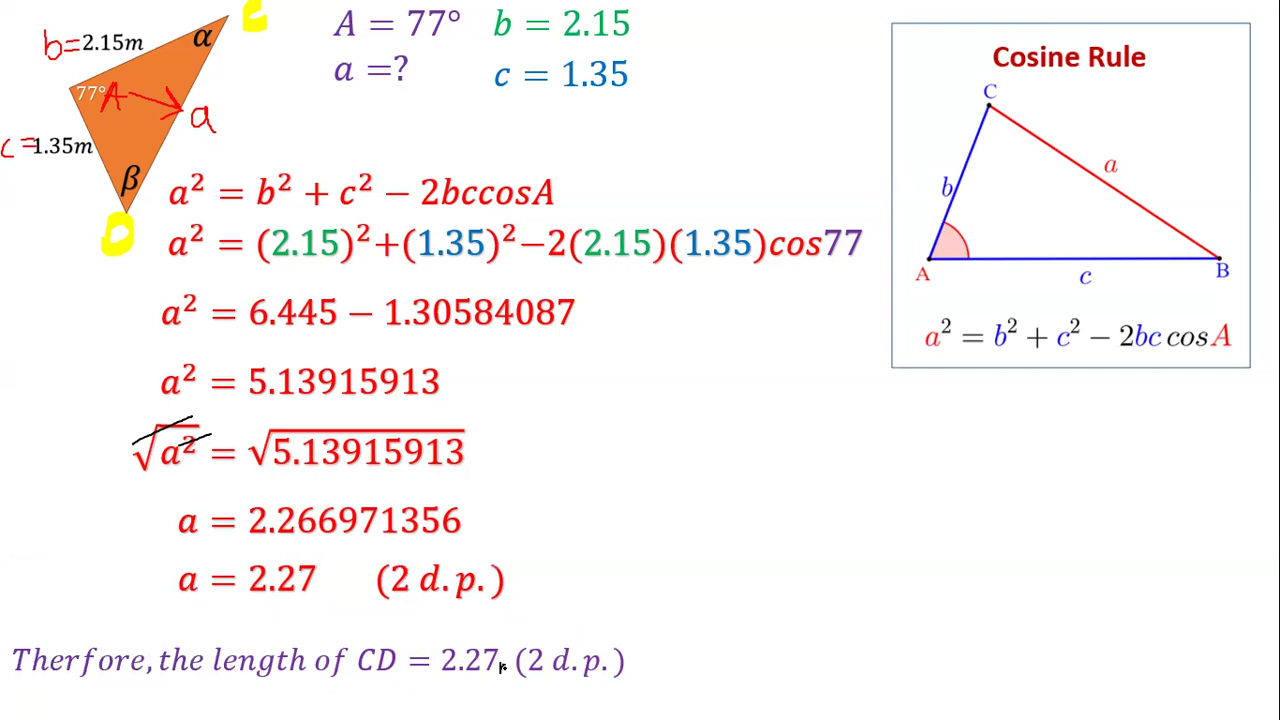 C
A = 77° b = 2.15
a =? c = 1.35
b= 2.15m α
77° A a
c= 1.35m
β
D
a² = b² + c² − 2bccosA
a² = (2.15)²+(1.35)²−2(2.15)(1.35)cos77
a² = 6.445 − 1.30584087
a² = 5.13915913
√a² = √5.13915913
a = 2.266971356
a = 2.27 (2 d.p.)
Therfore, the length of CD = 2.27 (2 d.p.)
Cosine Rule
C
b a
A c B
a² = b² + c² − 2bc cosA